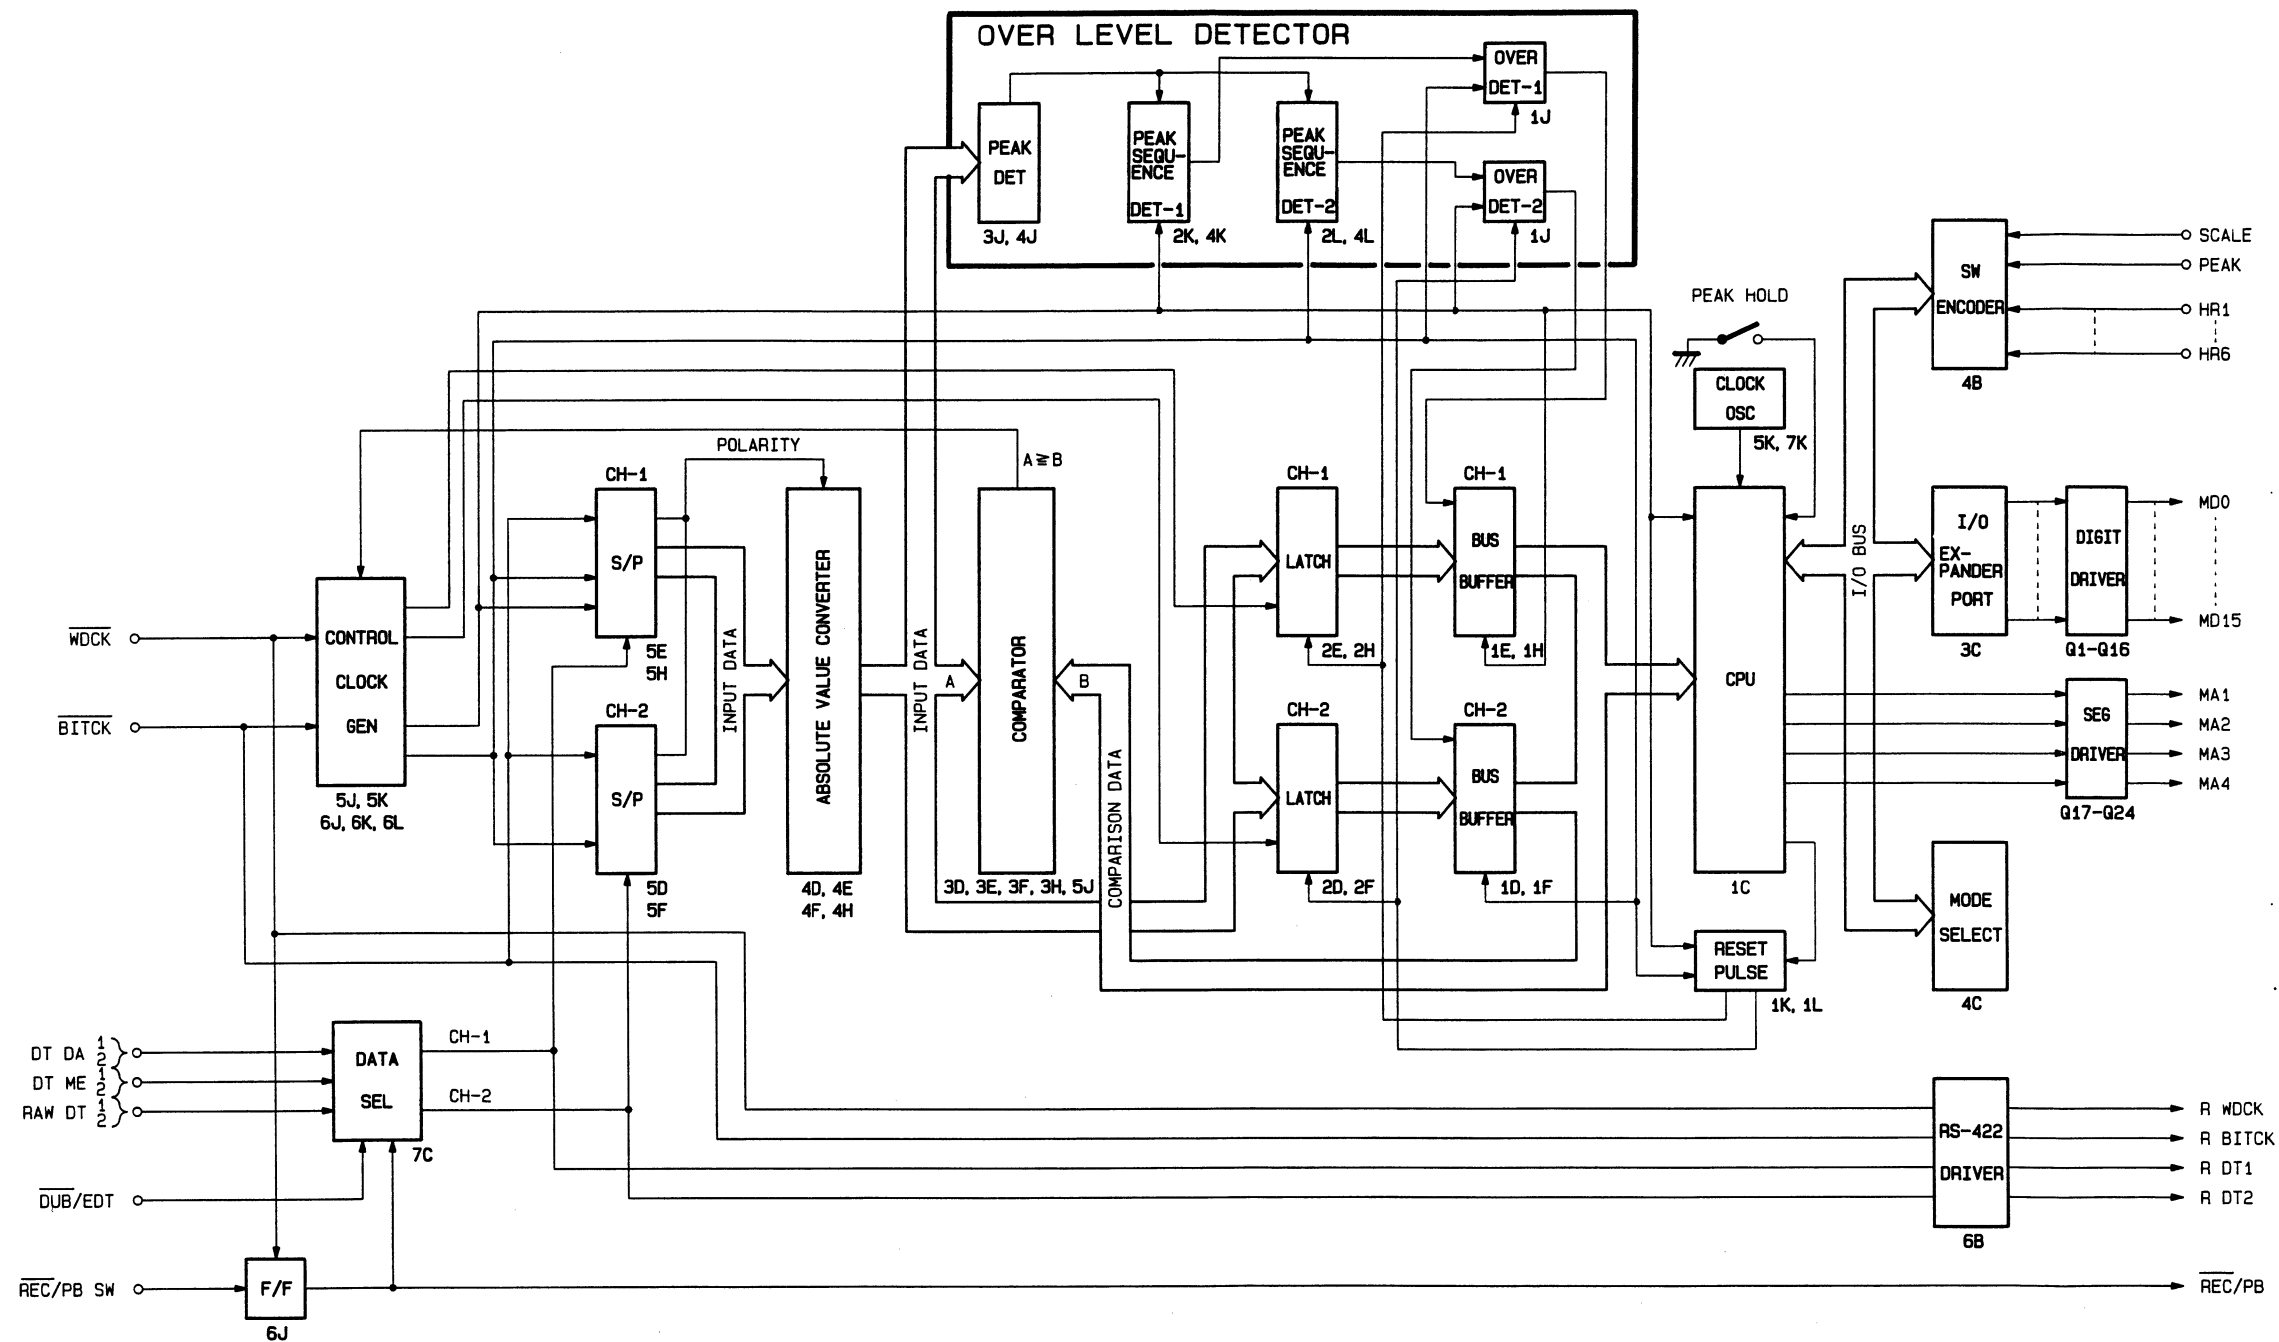 OVER LEVEL DETECTOR
PEAK
DET
3J, 4J
PEAK
SEQU-
ENCE
DET-1
2K, 4K
PEAK
SEQU-
ENCE
DET-2
2L, 4L
OVER
DET-1
1J
OVER
DET-2
1J
PEAK HOLD
CLOCK
OSC
5K, 7K
SW
ENCODER
4B
SCALE
PEAK
HR1
HR6
POLARITY
A≧B
WDCK
BITCK
CONTROL
CLOCK
GEN
5J, 5K
6J, 6K, 6L
CH-1
S/P
5E
5H
CH-2
S/P
5D
5F
INPUT DATA
ABSOLUTE VALUE CONVERTER
4D, 4E
4F, 4H
INPUT DATA
A
COMPARATOR
B
3D, 3E, 3F, 3H, 5J
COMPARISON DATA
CH-1
LATCH
2E, 2H
CH-2
LATCH
2D, 2F
CH-1
BUS
BUFFER
1E, 1H
CH-2
BUS
BUFFER
1D, 1F
CPU
1C
RESET
PULSE
1K, 1L
I/O BUS
I/O
EX-
PANDER
PORT
3C
DIGIT
DRIVER
Q1-Q16
MD0
MD15
SEG
DRIVER
Q17-Q24
MA1
MA2
MA3
MA4
MODE
SELECT
4C
DT DA 1
2
DT ME 1
2
RAW DT 1
2
DATA
SEL
7C
CH-1
CH-2
DUB/EDT
REC/PB SW
F/F
6J
RS-422
DRIVER
6B
R WDCK
R BITCK
R DT1
R DT2
REC/PB